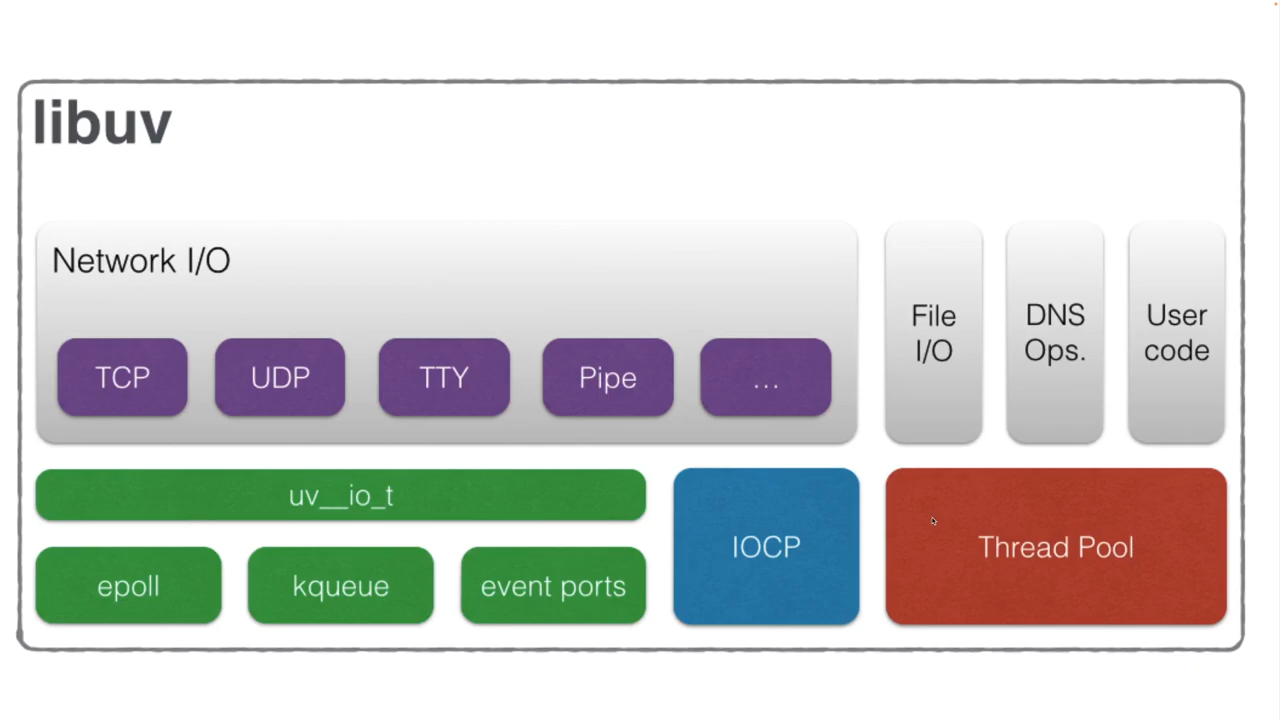 libuv
Network I/O
TCP
UDP
TTY
Pipe
...
File
I/O
DNS
Ops.
User
code
uv__io_t
epoll
kqueue
event ports
IOCP
Thread Pool